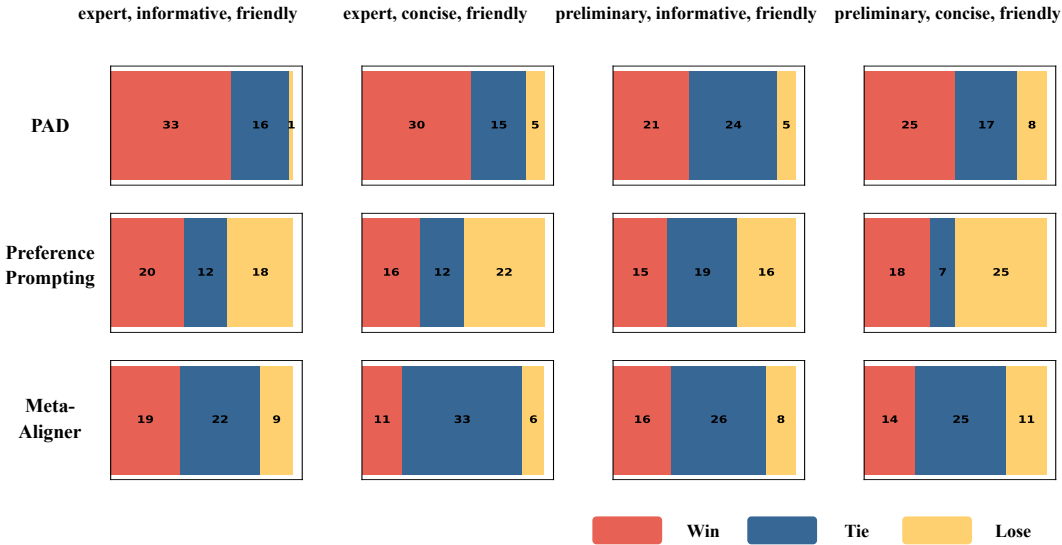 expert, informative, friendly
expert, concise, friendly
preliminary, informative, friendly
preliminary, concise, friendly
PAD
33 16 1
30 15 5
21 24 5
25 17 8
Preference
Prompting
20 12 18
16 12 22
15 19 16
18 7 25
Meta-
Aligner
19 22 9
11 33 6
16 26 8
14 25 11
Win
Tie
Lose